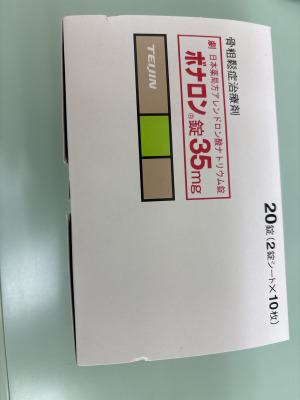 骨粗鬆症治療剤
劇 日本薬局方アレンドロン酸ナトリウム錠
ボナロン®錠35mg
TEIJIN
20錠(2錠シート×10枚)